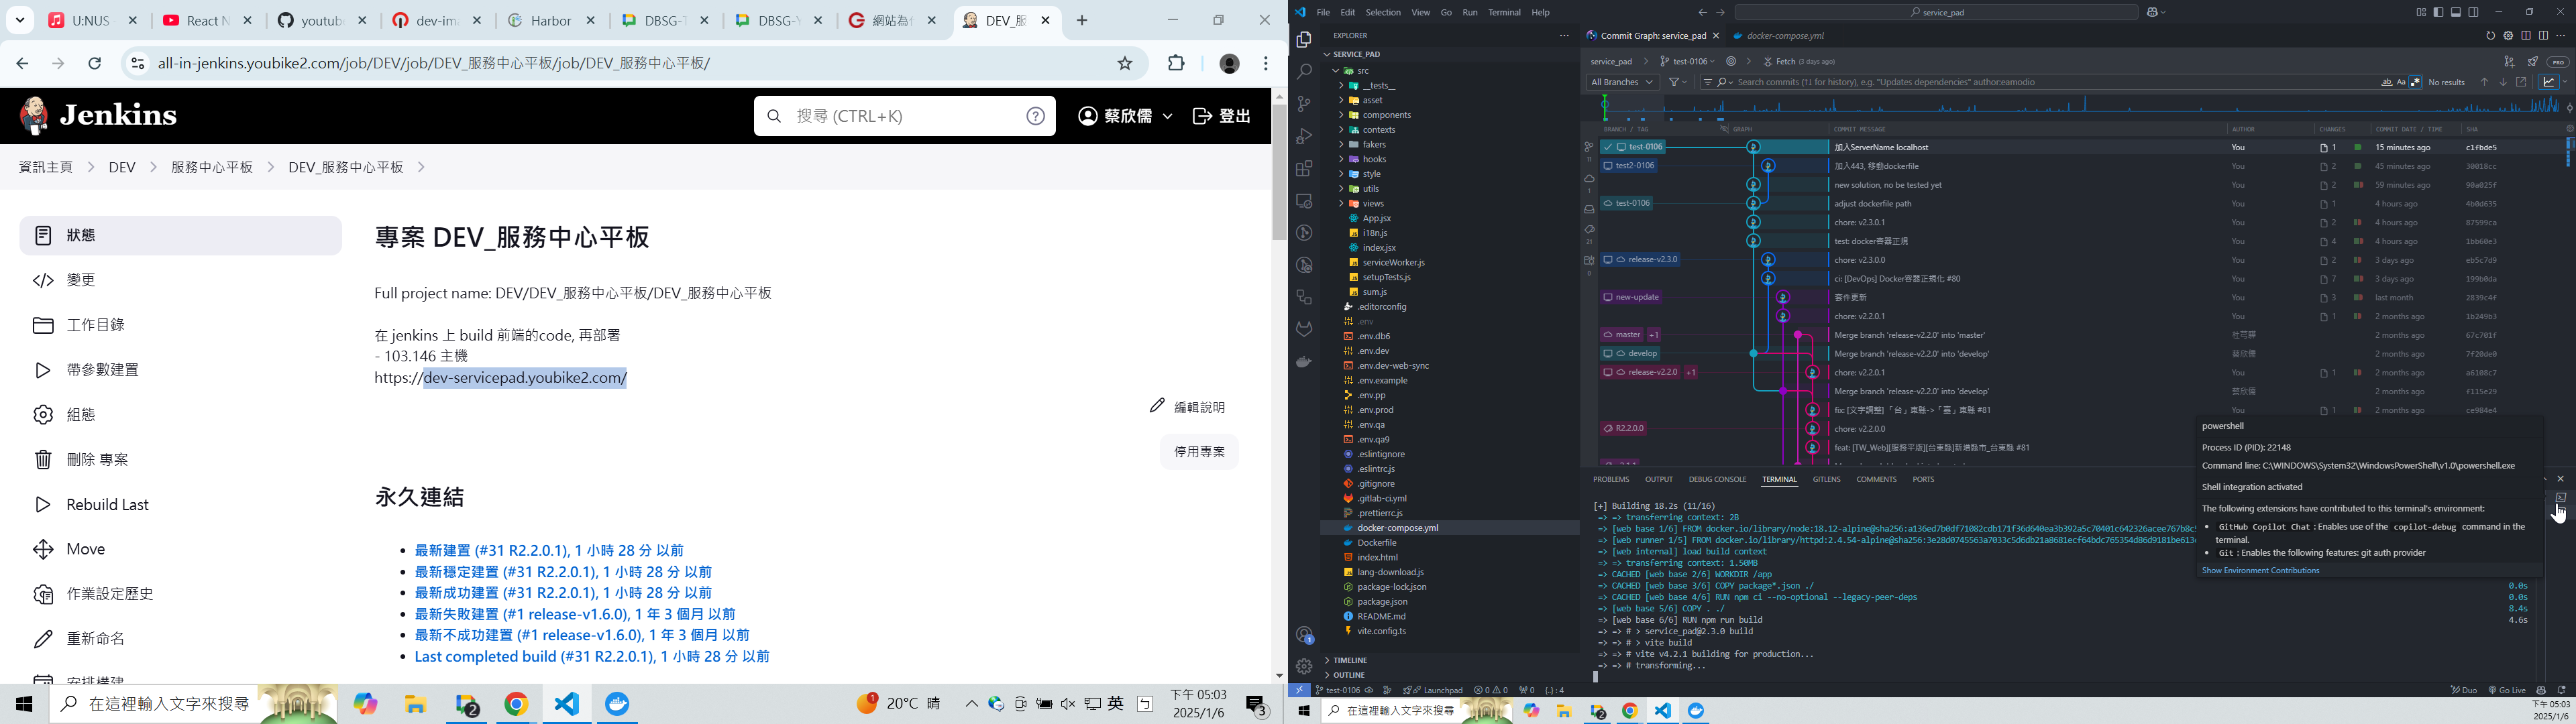 U:NUS
React N
youtube
dev-im
Harbor
DBSG-T
DBSG-Y
網站為
DEV_服
all-in-jenkins.youbike2.com/job/DEV/job/DEV_服務中心平板/job/DEV_服務中心平板/
Jenkins
搜尋 (CTRL+K)
蔡欣儒
登出
資訊主頁
DEV
服務中心平板
DEV_服務中心平板
狀態
變更
工作目錄
帶參數建置
組態
刪除 專案
Rebuild Last
Move
作業設定歷史
重新命名
專案 DEV_服務中心平板
Full project name: DEV/DEV_服務中心平板/DEV_服務中心平板
在 jenkins 上 build 前端的code, 再部署
- 103.146 主機
https://dev-servicepad.youbike2.com/
編輯說明
停用專案
永久連結
最新建置 (#31 R2.2.0.1), 1 小時 28 分 以前
最新穩定建置 (#31 R2.2.0.1), 1 小時 28 分 以前
最新成功建置 (#31 R2.2.0.1), 1 小時 28 分 以前
最新失敗建置 (#1 release-v1.6.0), 1 年 3 個月 以前
最新不成功建置 (#1 release-v1.6.0), 1 年 3 個月 以前
Last completed build (#31 R2.2.0.1), 1 小時 28 分 以前
在這裡輸入文字來搜尋
20°C 晴
英
下午 05:03
2025/1/6
File Edit Selection View Go Run Terminal Help
service_pad
EXPLORER
SERVICE_PAD
src
__tests__
asset
components
contexts
fakers
hooks
style
utils
views
App.jsx
i18n.js
index.jsx
serviceWorker.js
setupTests.js
sum.js
.editorconfig
.env
.env.db6
.env.dev
.env.dev-web-sync
.env.example
.env.pp
.env.prod
.env.qa
.env.qa9
.eslintignore
.eslintrc.js
.gitignore
.gitlab-ci.yml
.prettierrc.js
docker-compose.yml
Dockerfile
index.html
lang-download.js
package-lock.json
package.json
README.md
vite.config.ts
TIMELINE
OUTLINE
Commit Graph: service_pad
docker-compose.yml
service_pad
test-0106
Fetch (3 days ago)
PRO
All Branches
Search commits (↑↓ for history), e.g. "Updates dependencies" author:eamodio
No results
BRANCH / TAG GRAPH COMMIT MESSAGE AUTHOR CHANGES COMMIT DATE / TIME SHA
test-0106 加入ServerName localhost You 1 15 minutes ago c1fbde5
test2-0106 加入443, 移動dockerfile You 2 45 minutes ago 30018cc
new solution, no be tested yet You 2 59 minutes ago 90a025f
test-0106 adjust dockerfile path You 1 4 hours ago 4b0d635
chore: v2.3.0.1 You 2 4 hours ago 87599ca
test: docker容器正規 You 4 4 hours ago 1bb60e3
release-v2.3.0 chore: v2.3.0.0 You 2 3 days ago eb5c7d9
ci: [DevOps] Docker容器正規化 #80 You 7 3 days ago 199b0da
new-update 套件更新 You 3 last month 2839c4f
chore: v2.2.0.1 You 1 2 months ago 1b249b3
master +1 Merge branch 'release-v2.2.0' into 'master' 2 months ago 67c701f
develop Merge branch 'release-v2.2.0' into 'develop' 蔡欣儒 2 months ago 7f20de0
release-v2.2.0 +1 chore: v2.2.0.1 You 1 2 months ago a6108c7
Merge branch 'release-v2.2.0' into 'develop' 蔡欣儒 2 months ago f115e29
fix: [文字調整] 「台」東縣->「臺」東縣 #81 You 1 2 months ago ce984e4
R2.2.0.0 chore: v2.2.0.0
feat: [TW_Web][服務平版][台東縣]新增縣市_台東縣 #81
powershell
Process ID (PID): 22148
Command line: C:\WINDOWS\System32\WindowsPowerShell\v1.0\powershell.exe
Shell integration activated
The following extensions have contributed to this terminal's environment:
GitHub Copilot Chat : Enables use of the copilot-debug command in the terminal.
Git : Enables the following features: git auth provider
Show Environment Contributions
PROBLEMS OUTPUT DEBUG CONSOLE TERMINAL GITLENS COMMENTS PORTS
[+] Building 18.2s (11/16)
=> => transferring context: 2B
=> [web base 1/6] FROM docker.io/library/node:18.12-alpine@sha256:
=> [web runner 1/5] FROM docker.io/library/httpd:2.4.54-alpine@sha256:
=> [web internal] load build context
=> => transferring context: 1.50MB
=> CACHED [web base 2/6] WORKDIR /app
=> CACHED [web base 3/6] COPY package*.json ./ 0.0s
=> CACHED [web base 4/6] RUN npm ci --no-optional --legacy-peer-deps 0.0s
=> [web base 5/6] COPY . ./ 8.4s
=> [web base 6/6] RUN npm run build 4.6s
=> => # > service_pad@2.3.0 build
=> => # > vite build
=> => # vite v4.2.1 building for production...
=> => # transforming...
test-0106 Launchpad 0 0 0 {..} : 4 Duo Go Live
在這裡輸入文字來搜尋
下午 05:03
2025/1/6